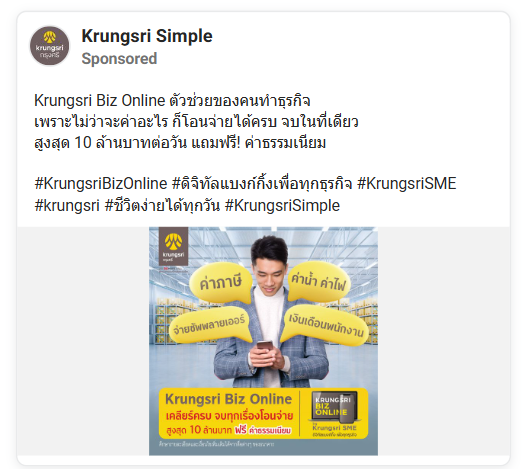 krungsri
กรุงศรี
Krungsri Simple
Sponsored
Krungsri Biz Online ตัวช่วยของคนทำธุรกิจ
เพราะไม่ว่าจะค่าอะไร ก็โอนจ่ายได้ครบ จบในที่เดียว
สูงสุด 10 ล้านบาทต่อวัน แถมฟรี! ค่าธรรมเนียม
#KrungsriBizOnline #ดิจิทัลแบงก์กิ้งเพื่อทุกธุรกิจ #KrungsriSME
#krungsri #ชีวิตง่ายได้ทุกวัน #KrungsriSimple
krungsri
กรุงศรี
ค่าภาษี
ค่าน้ำ ค่าไฟ
จ่ายซัพพลายเออร์
เงินเดือนพนักงาน
Krungsri Biz Online
เคลียร์ครบ จบทุกเรื่องโอนจ่าย
สูงสุด 10 ล้านบาท ฟรี ค่าธรรมเนียม
KRUNGSRI
BIZ
ONLINE
by
Krungsri SME